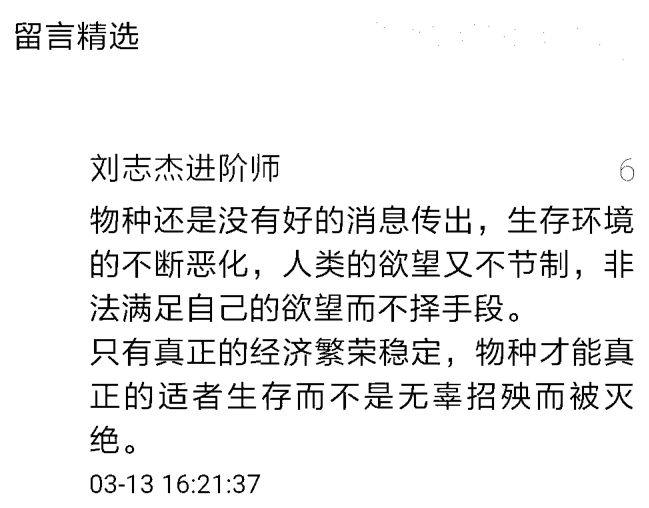 留言精选
刘志杰进阶师 6
物种还是没有好的消息传出，生存环境
的不断恶化，人类的欲望又不节制，非
法满足自己的欲望而不择手段。
只有真正的经济繁荣稳定，物种才能真
正的适者生存而不是无辜招殃而被灭
绝。
03-13 16:21:37